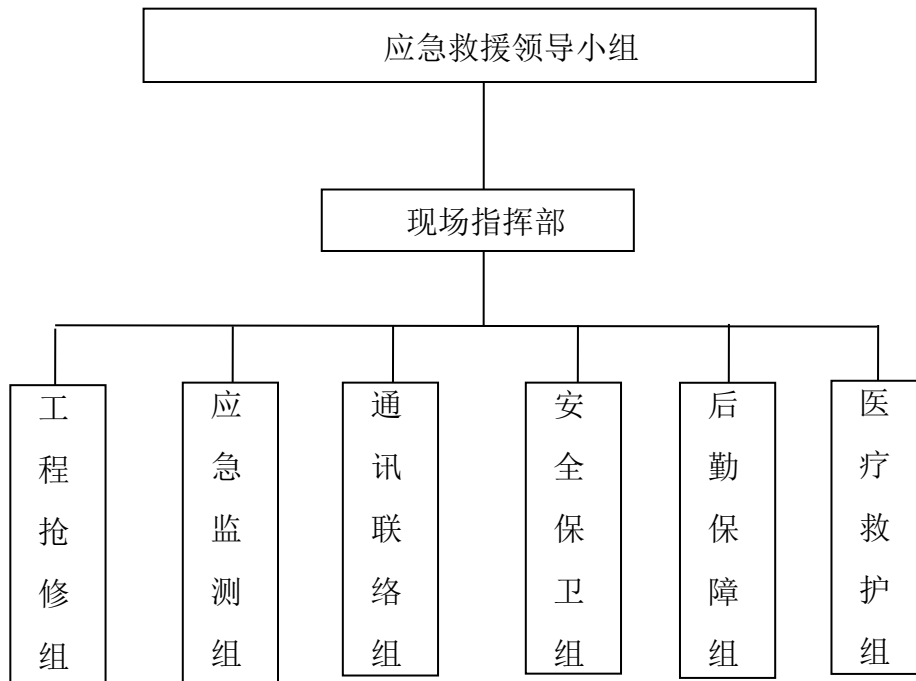 应急救援领导小组
现场指挥部
工程抢修组
应急监测组
通讯联络组
安全保卫组
后勤保障组
医疗救护组